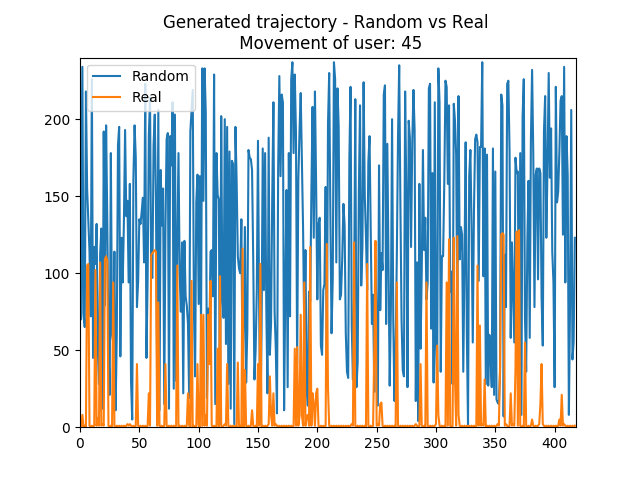 Generated trajectory - Random vs Real
Movement of user: 45
Random
Real
200
150
100
50
0
0 50 100 150 200 250 300 350 400